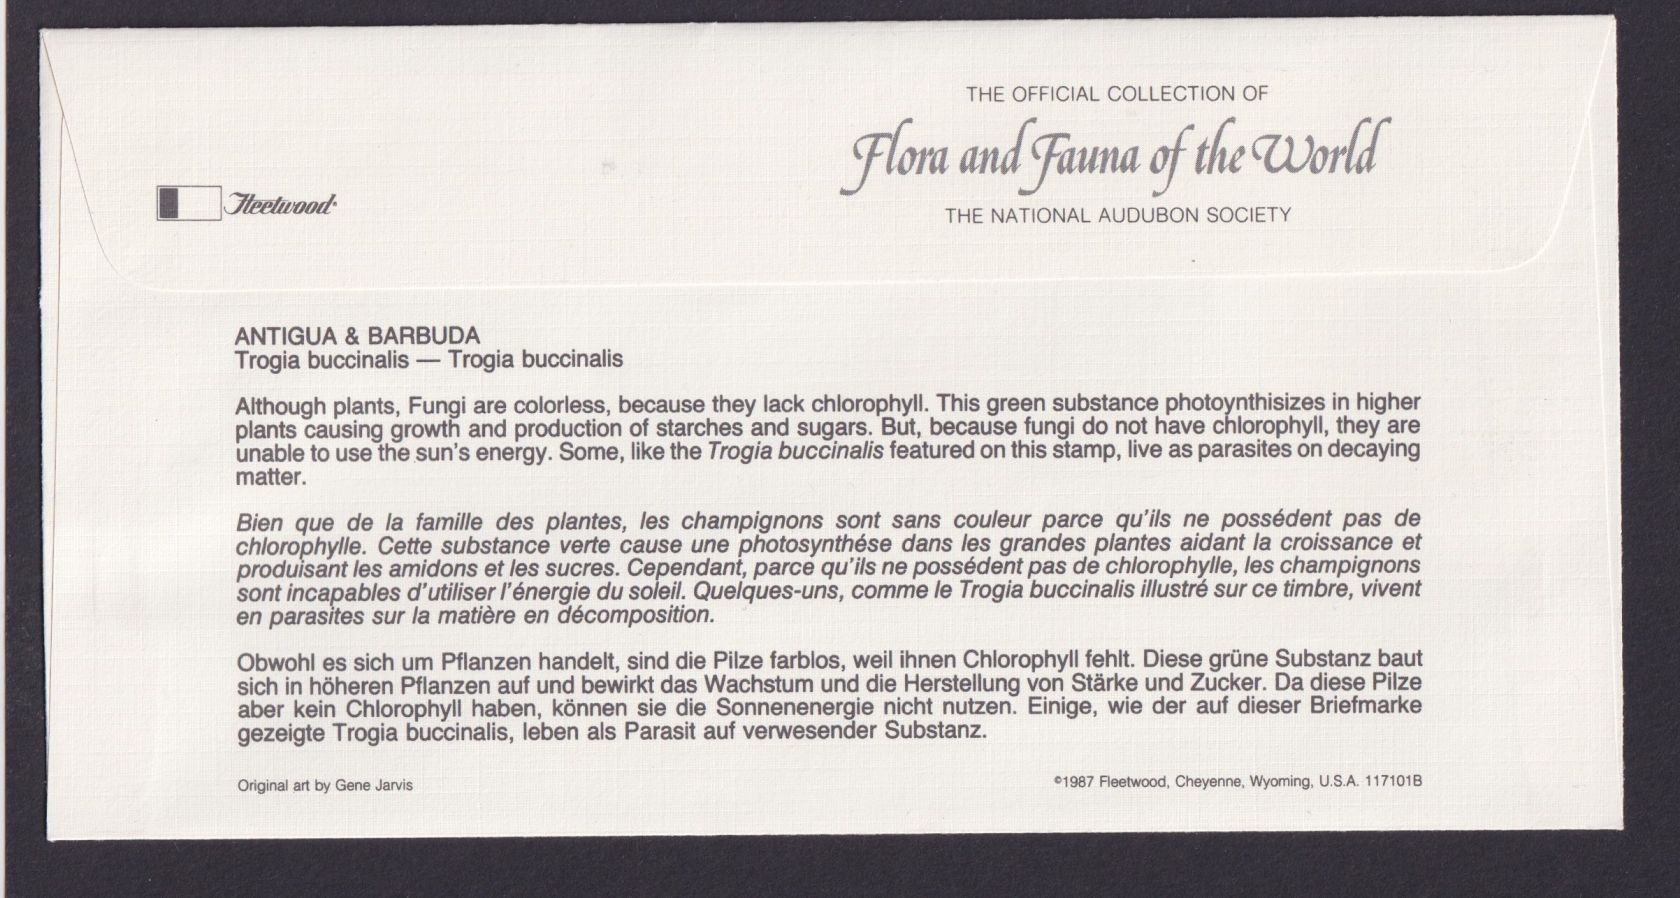 THE OFFICIAL COLLECTION OF
Flora and Fauna of the World
THE NATIONAL AUDUBON SOCIETY
Fleetwood®
ANTIGUA & BARBUDA
Trogia buccinalis — Trogia buccinalis
Although plants, Fungi are colorless, because they lack chlorophyll. This green substance photoynthisizes in higher
plants causing growth and production of starches and sugars. But, because fungi do not have chlorophyll, they are
unable to use the sun's energy. Some, like the Trogia buccinalis featured on this stamp, live as parasites on decaying
matter.
Bien que de la famille des plantes, les champignons sont sans couleur parce qu'ils ne possédent pas de
chlorophylle. Cette substance verte cause une photosynthése dans les grandes plantes aidant la croissance et
produisant les amidons et les sucres. Cependant, parce qu'ils ne possédent pas de chlorophylle, les champignons
sont incapables d'utiliser l'énergie du soleil. Quelques-uns, comme le Trogia buccinalis illustré sur ce timbre, vivent
en parasites sur la matière en décomposition.
Obwohl es sich um Pflanzen handelt, sind die Pilze farblos, weil ihnen Chlorophyll fehlt. Diese grüne Substanz baut
sich in höheren Pflanzen auf und bewirkt das Wachstum und die Herstellung von Stärke und Zucker. Da diese Pilze
aber kein Chlorophyll haben, können sie die Sonnenenergie nicht nutzen. Einige, wie der auf dieser Briefmarke
gezeigte Trogia buccinalis, leben als Parasit auf verwesender Substanz.
Original art by Gene Jarvis
©1987 Fleetwood, Cheyenne, Wyoming, U.S.A. 117101B